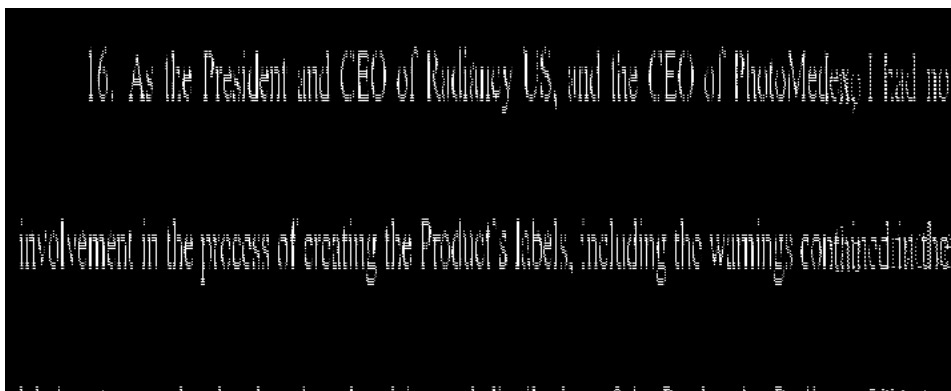 16. As the President and CEO of Radiancy US, and the CEO of PhotoMedex, I had no
involvement in the process of creating the Product's labels, including the warnings contained in the